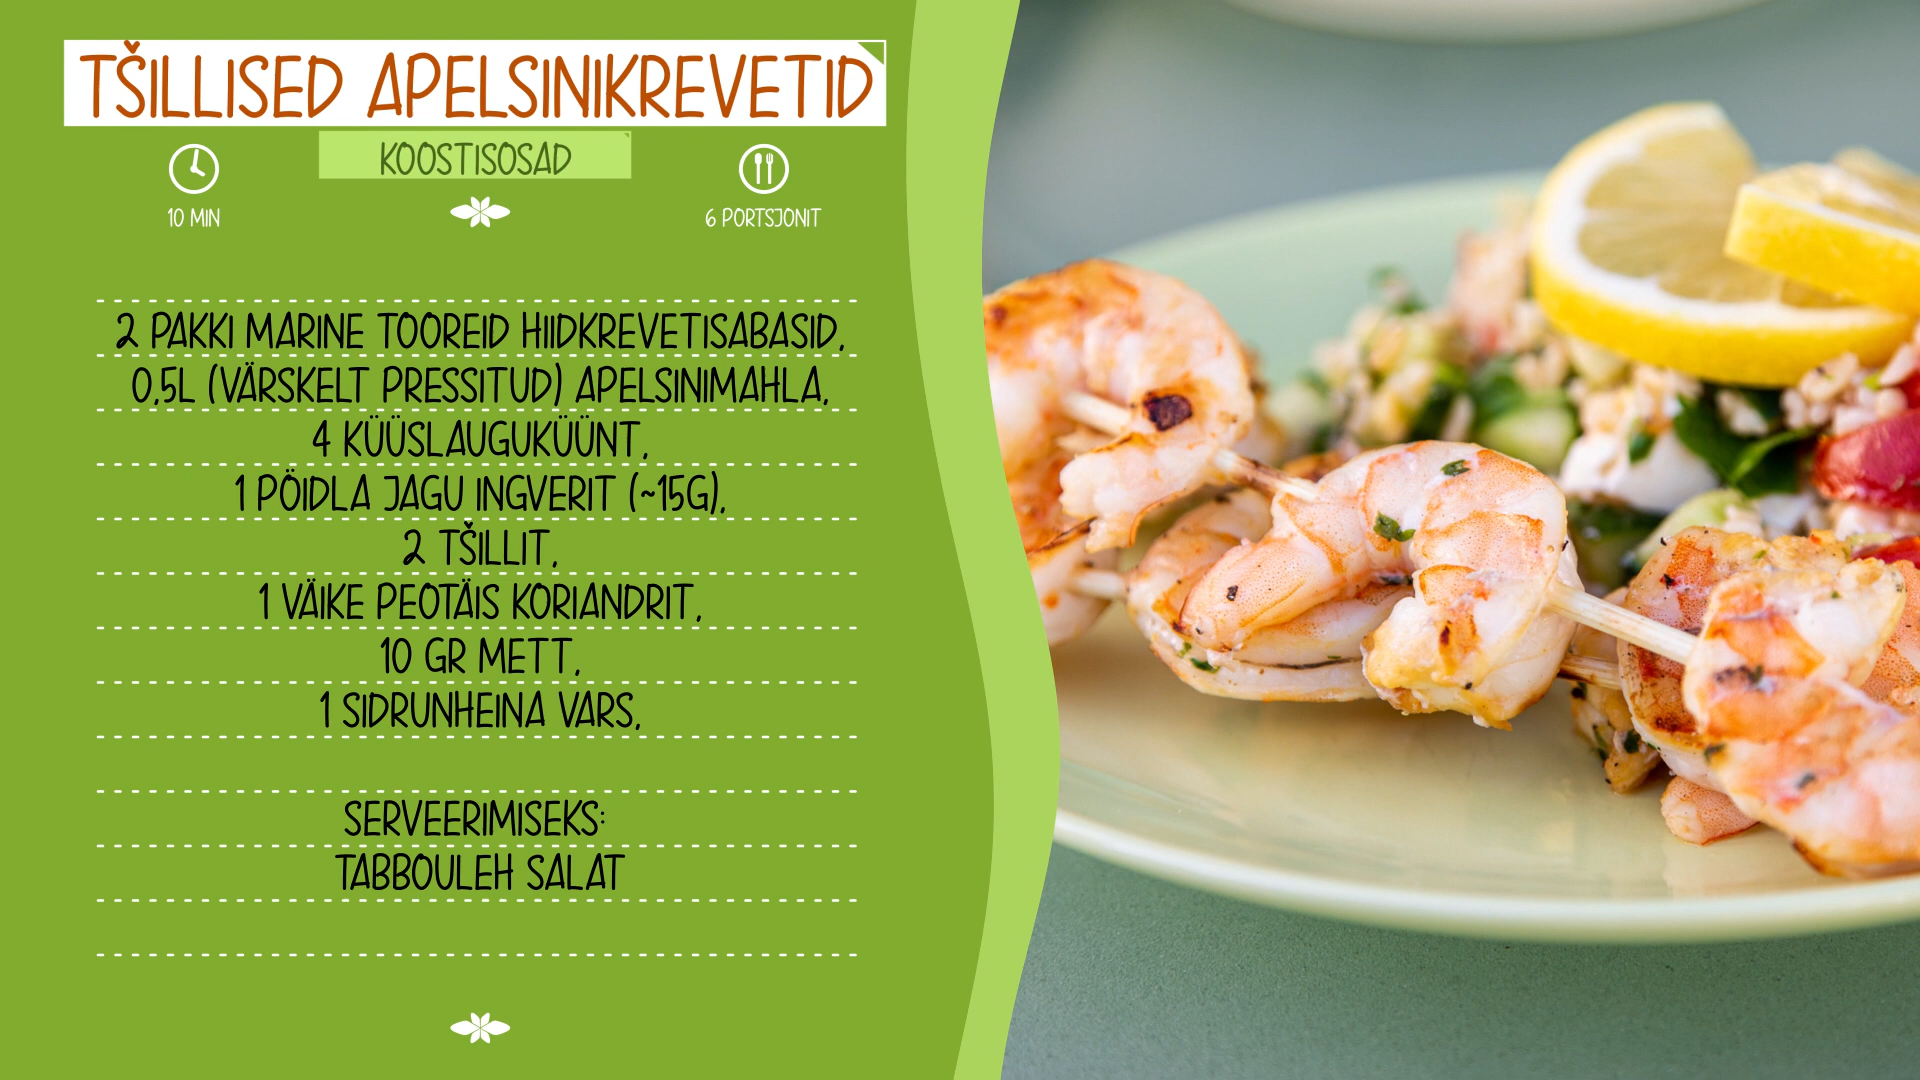 TŠILLISED APELSINIKREVETID
KOOSTISOSAD
10 MIN
6 PORTSJONIT
2 PAKKI MARINE TOOREID HIIDKREVETISABASID,
0,5L (VÄRSKELT PRESSITUD) APELSINIMAHLA,
4 KÜÜSLAUGUKÜÜNT,
1 PÖIDLA JAGU INGVERIT (~15G),
2 TŠILLIT,
1 VÄIKE PEOTÄIS KORIANDRIT,
10 GR METT,
1 SIDRUNHEINA VARS,
SERVEERIMISEKS:
TABBOULEH SALAT